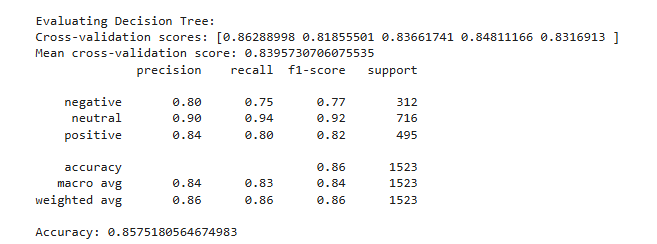 Evaluating Decision Tree:
Cross-validation scores: [0.86288998 0.81855501 0.83661741 0.84811166 0.8316913 ]
Mean cross-validation score: 0.8395730706075535
precision recall f1-score support
negative 0.80 0.75 0.77 312
neutral 0.90 0.94 0.92 716
positive 0.84 0.80 0.82 495
accuracy 0.86 1523
macro avg 0.84 0.83 0.84 1523
weighted avg 0.86 0.86 0.86 1523
Accuracy: 0.8575180564674983